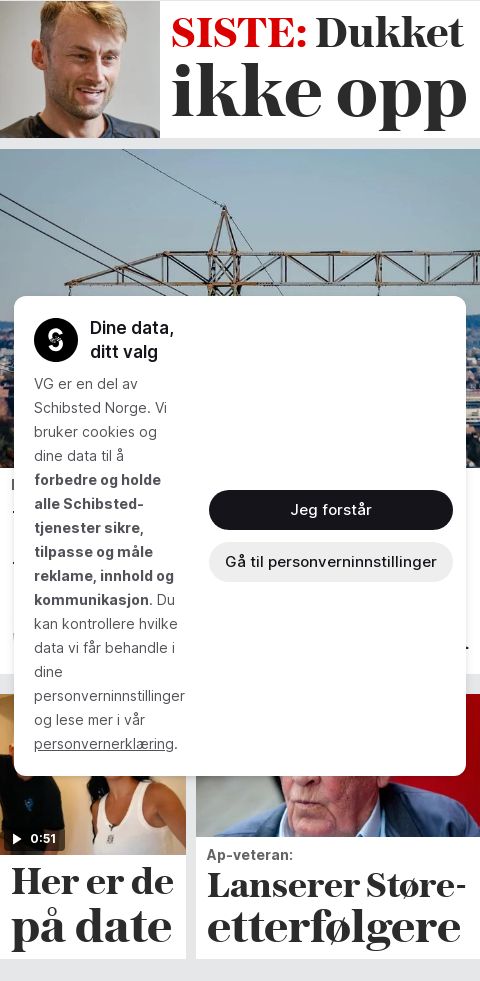 SISTE: Dukket
ikke opp
Dine data,
ditt valg
VG er en del av
Schibsted Norge. Vi
bruker cookies og
dine data til å
forbedre og holde
alle Schibsted-
tjenester sikre,
tilpasse og måle
reklame, innhold og
kommunikasjon. Du
kan kontrollere hvilke
data vi får behandle i
dine
personverninnstillinger
og lese mer i vår
personvernerklæring.
Jeg forstår
Gå til personverninnstillinger
0:51
Her er de
på date
Ap-veteran:
Lanserer Støre-
etterfølgere